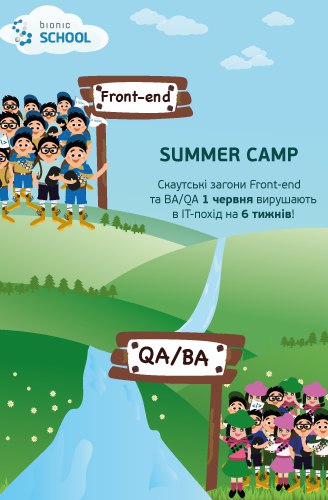 bionic
SCHOOL
Front-end
SUMMER CAMP
Скаутські загони Front-end
та BA/QA 1 червня вирушають
в ІТ-похід на 6 тижнів!
QA/BA